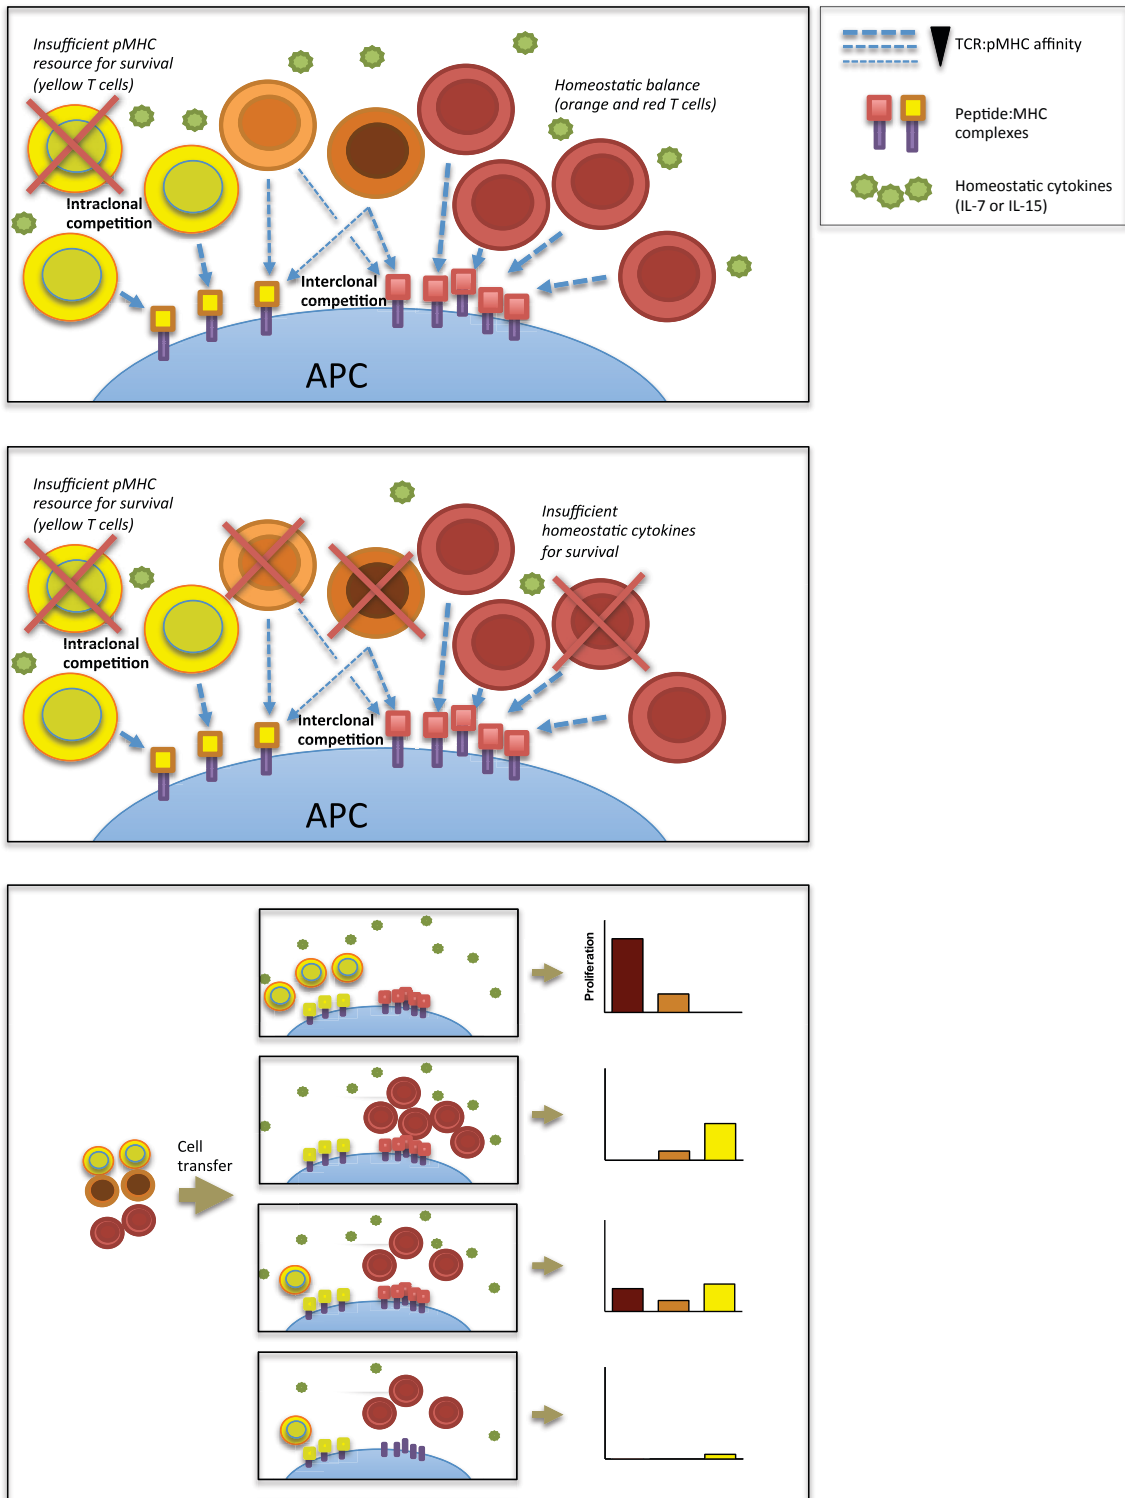 Insufficient pMHC
resource for survival
(yellow T cells)
Homeostatic balance
(orange and red T cells)
Intraclonal
competition
Interclonal
competition
APC
TCR:pMHC affinity
Peptide:MHC
complexes
Homeostatic cytokines
(IL-7 or IL-15)
Insufficient pMHC
resource for survival
(yellow T cells)
Insufficient
homeostatic cytokines
for survival
Intraclonal
competition
Interclonal
competition
APC
Proliferation
Cell
transfer